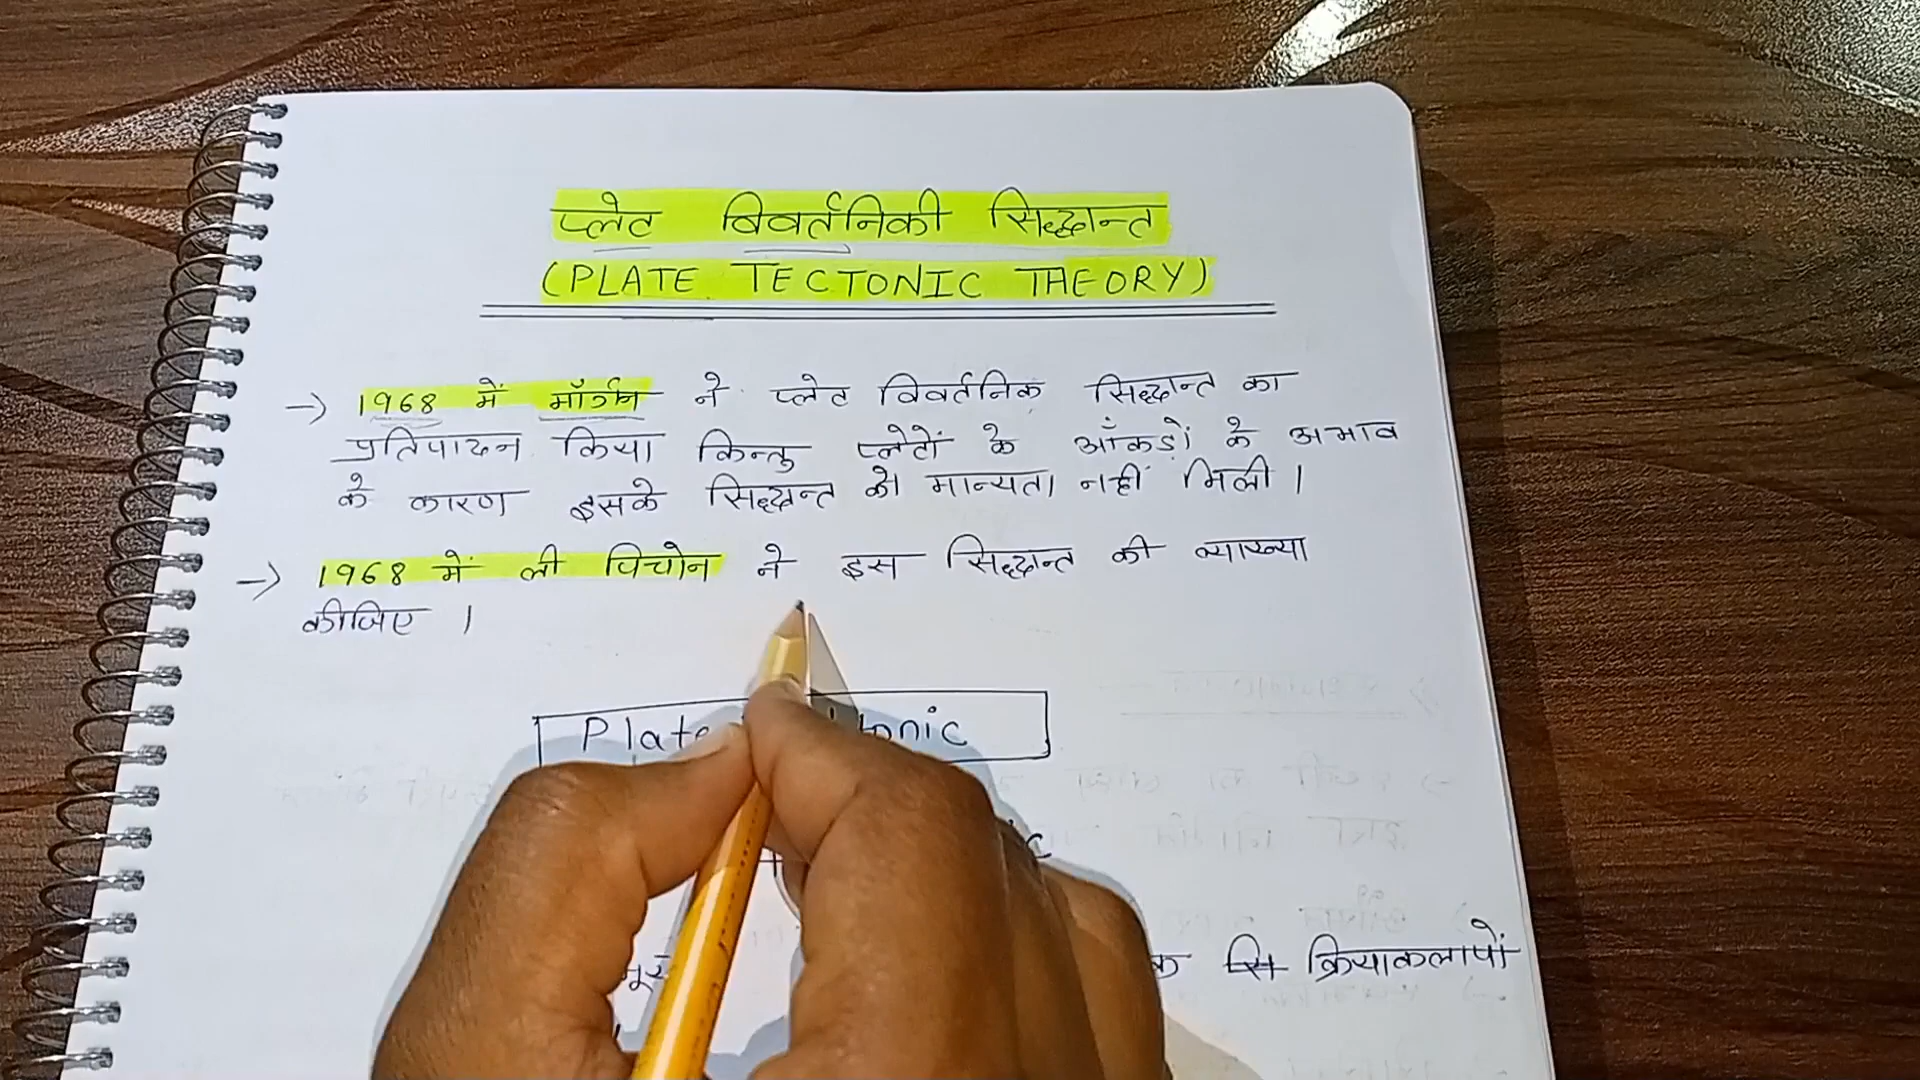 प्लेट विवर्तनिकी सिद्धान्त
(PLATE TECTONIC THEORY)
→ 1968 में मॉर्गन ने प्लेट विवर्तनिक सिद्धान्त का
प्रतिपादन किया किन्तु प्लेटों के आँकड़ों के अभाव
के कारण इसके सिद्धान्त को मान्यता नहीं मिली ।
→ 1968 में ली पिचोन ने इस सिद्धान्त की व्याख्या
कीजिए ।
Plate tonic
क्रियाकलापों